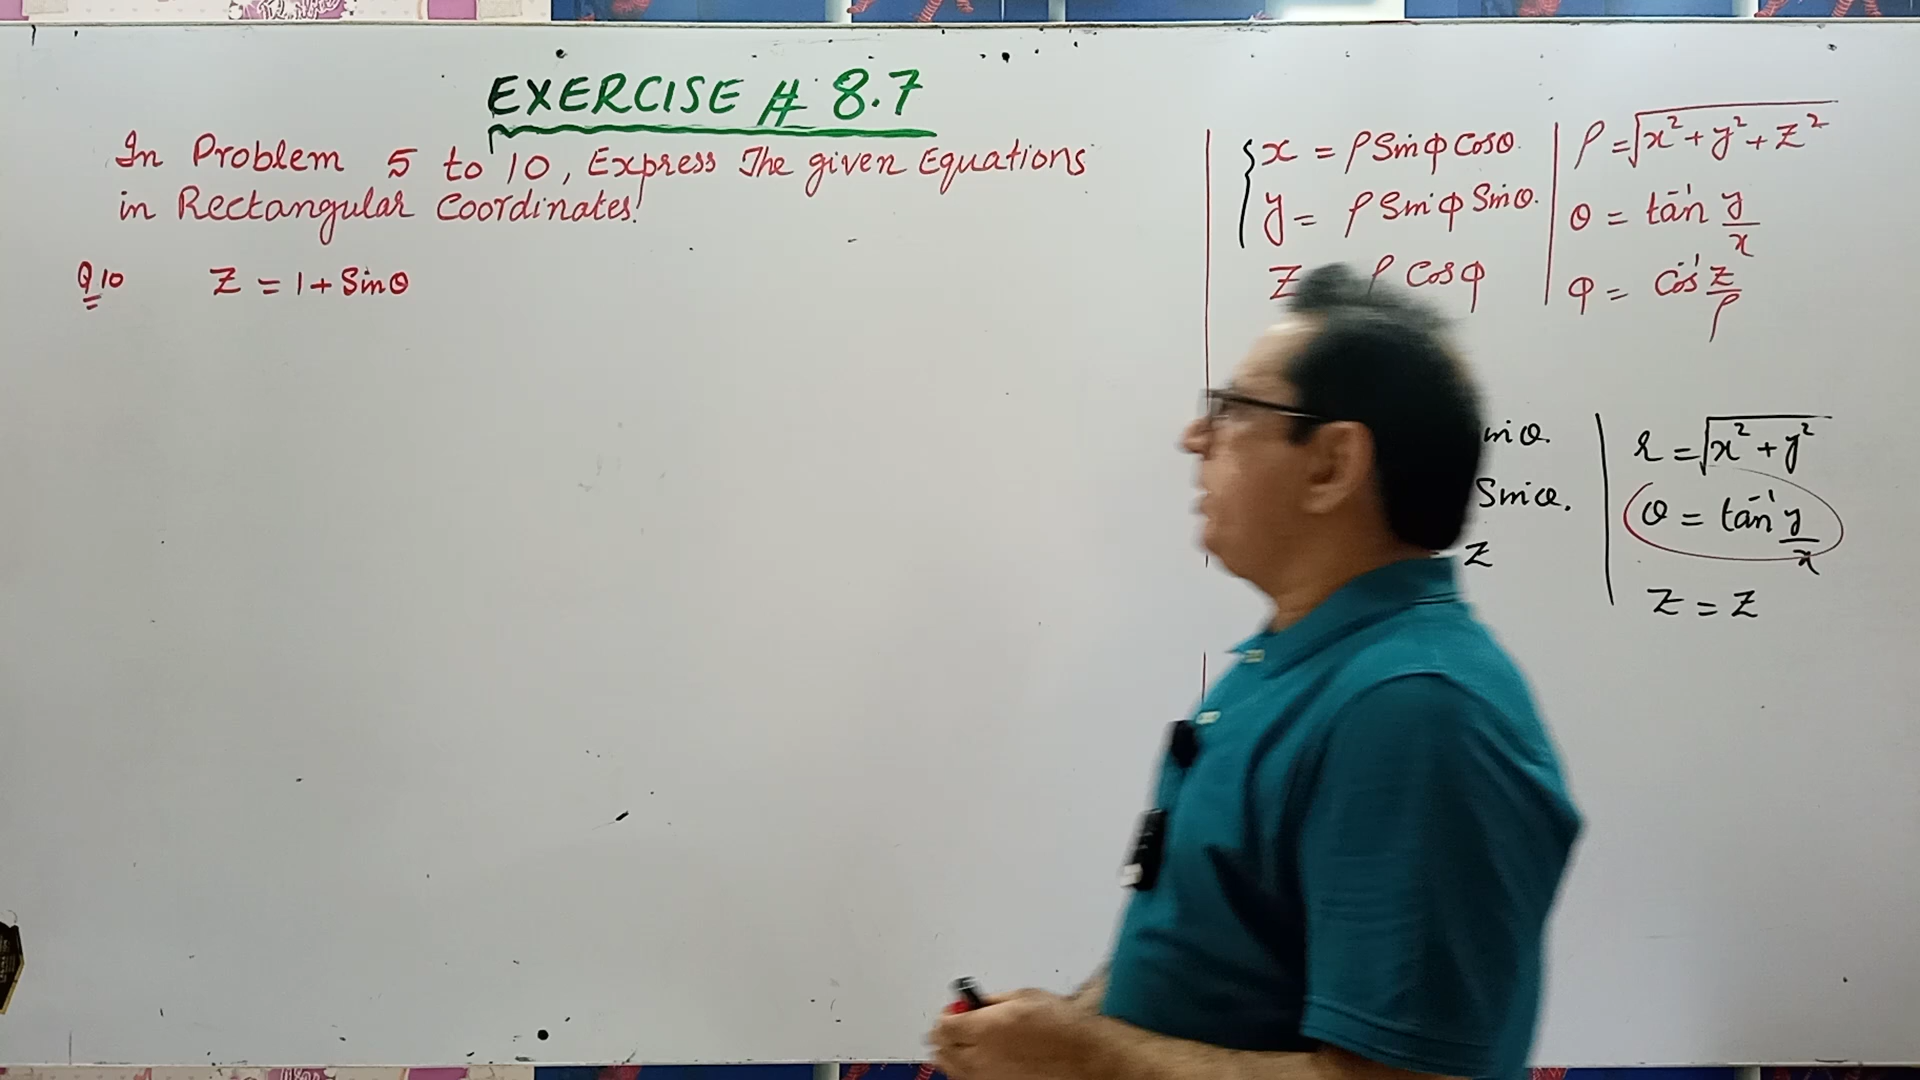 EXERCISE # 8.7
In Problem 5 to 10, Express The given Equations
in Rectangular Coordinates!
Q10 Z = 1 + Sinθ
x = ρ Sinφ Cosθ.
y = ρ Sinφ Sinθ.
Z ρ Cosφ
ρ = √x² + y² + z²
θ = tan⁻¹ y/x
φ = Cos⁻¹ z/ρ
inθ.
Sinθ.
= Z
r = √x² + y²
θ = tan⁻¹ y/x
Z = Z